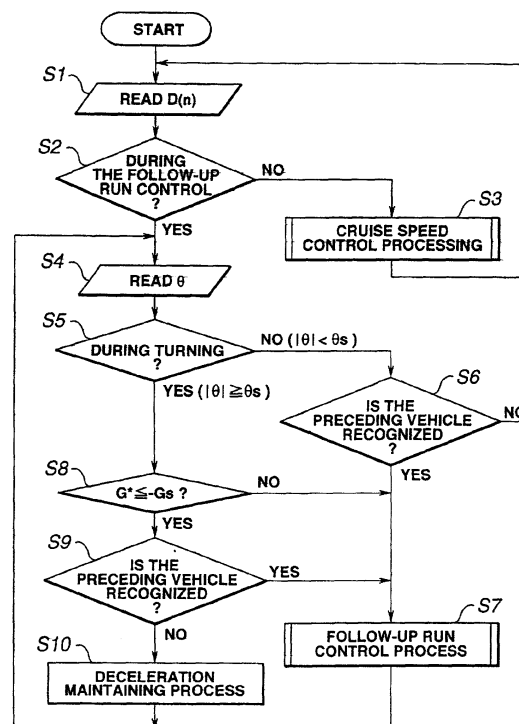 START
S1
READ D(n)
S2
DURING
THE FOLLOW-UP
RUN CONTROL
?
NO
YES
S3
CRUISE SPEED
CONTROL PROCESSING
S4
READ θ
S5
DURING TURNING
?
NO (|θ| < θs)
YES (|θ| ≧ θs)
S6
IS THE
PRECEDING VEHICLE
RECOGNIZED
?
NO
YES
S8
G* ≦ -Gs ?
NO
YES
S9
IS THE
PRECEDING VEHICLE
RECOGNIZED
?
YES
NO
S7
FOLLOW-UP RUN
CONTROL PROCESS
S10
DECELERATION
MAINTAINING PROCESS